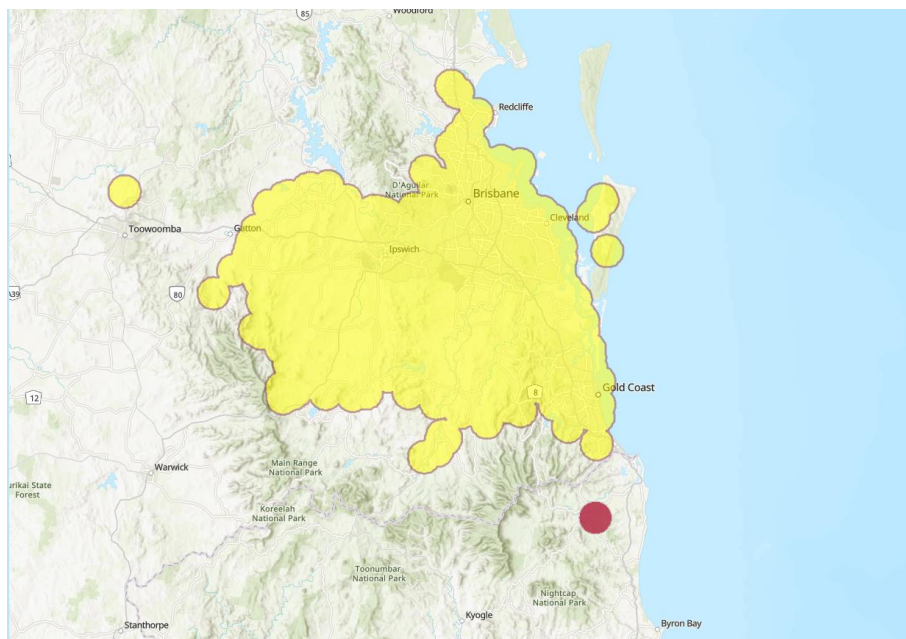 85
Woodford
Redcliffe
D'Aguilar
National Park
Brisbane
Cleveland
Toowoomba
Gatton
Ipswich
A39
80
12
8
Gold Coast
Warwick
Main Range
National Park
urikai State
Forest
Koreelah
National Park
Toonumbar
National Park
Nightcap
National Park
Kyogle
Byron Bay
Stanthorpe